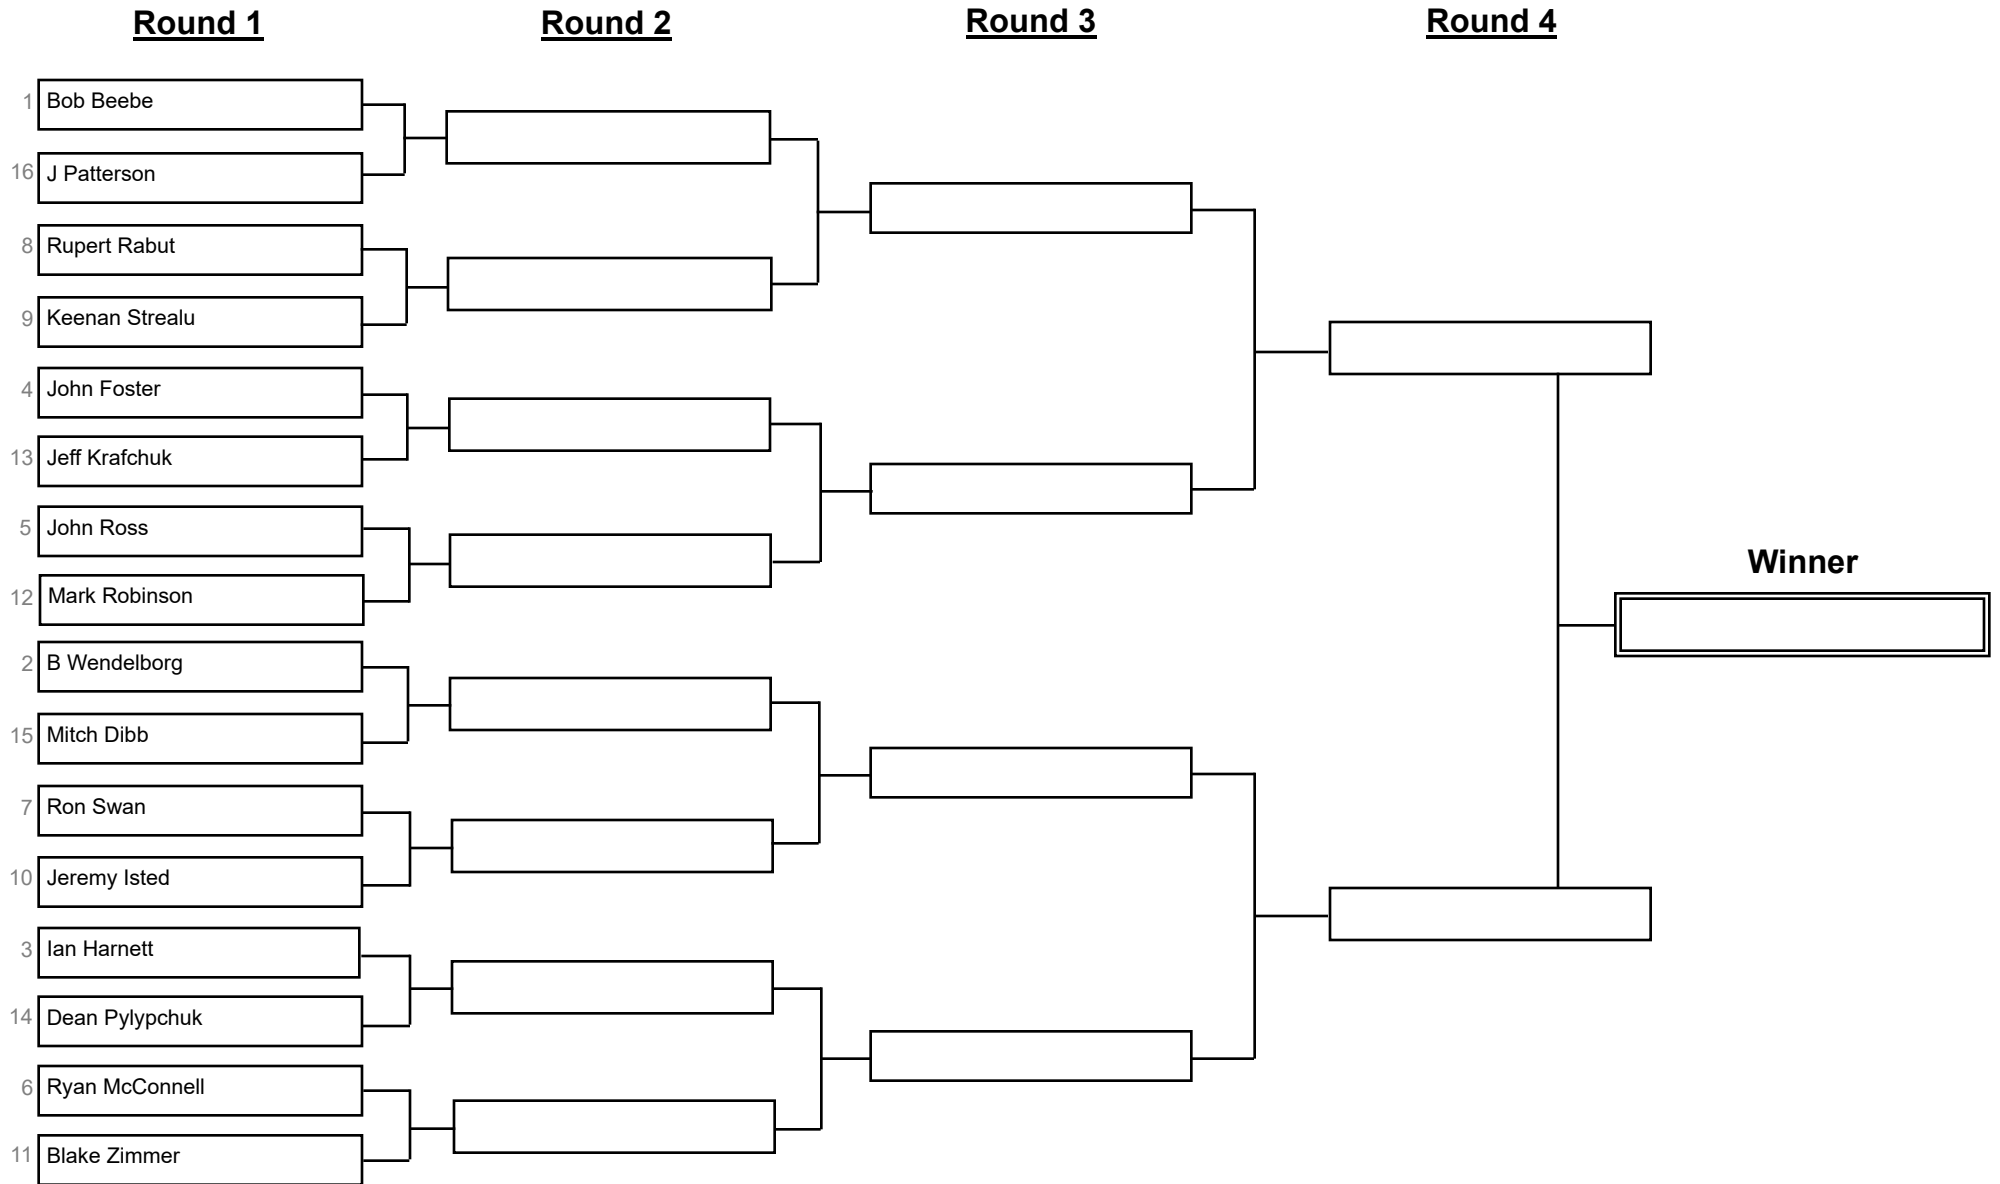 Round 1
Round 2
Round 3
Round 4
1 Bob Beebe
16 J Patterson
8 Rupert Rabut
9 Keenan Strealu
4 John Foster
13 Jeff Krafchuk
5 John Ross
12 Mark Robinson
Winner
2 B Wendelborg
15 Mitch Dibb
7 Ron Swan
10 Jeremy Isted
3 Ian Harnett
14 Dean Pylypchuk
6 Ryan McConnell
11 Blake Zimmer